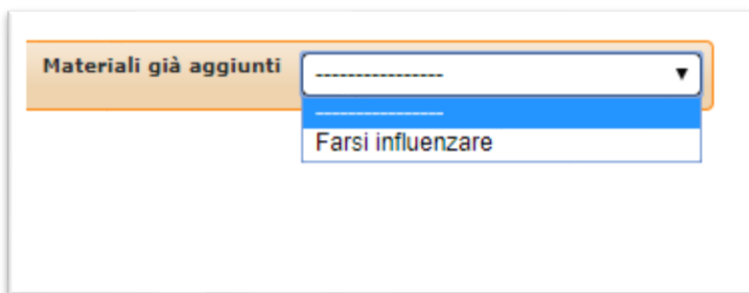 Materiali già aggiunti ----------------
----------------
Farsi influenzare